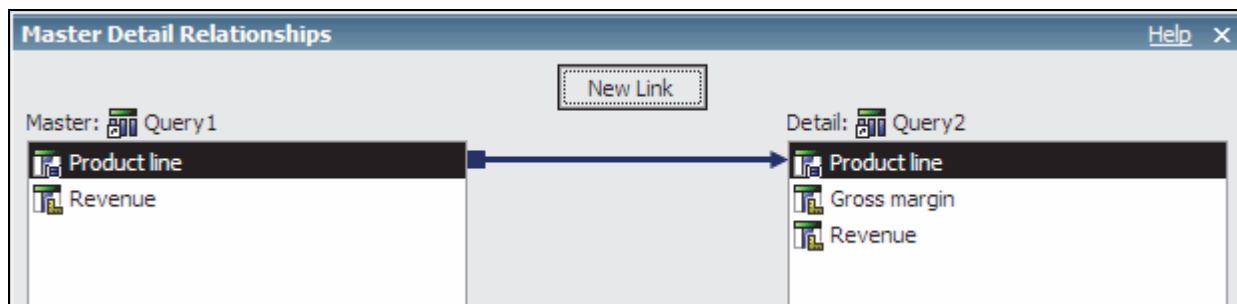 Master Detail Relationships Help X
New Link
Master: Query1 Detail: Query2
Product line Product line
Revenue Gross margin
Revenue